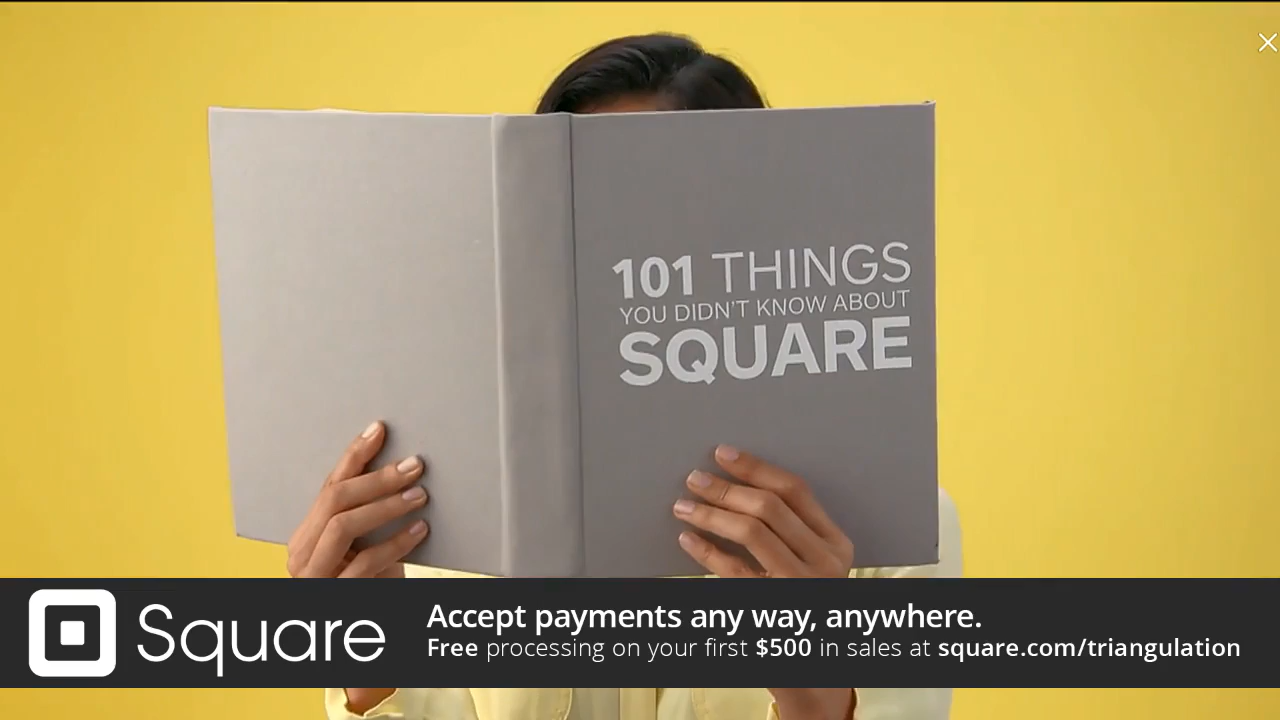 101 THINGS
YOU DIDN'T KNOW ABOUT
SQUARE
Square
Accept payments any way, anywhere.
Free processing on your first $500 in sales at square.com/triangulation